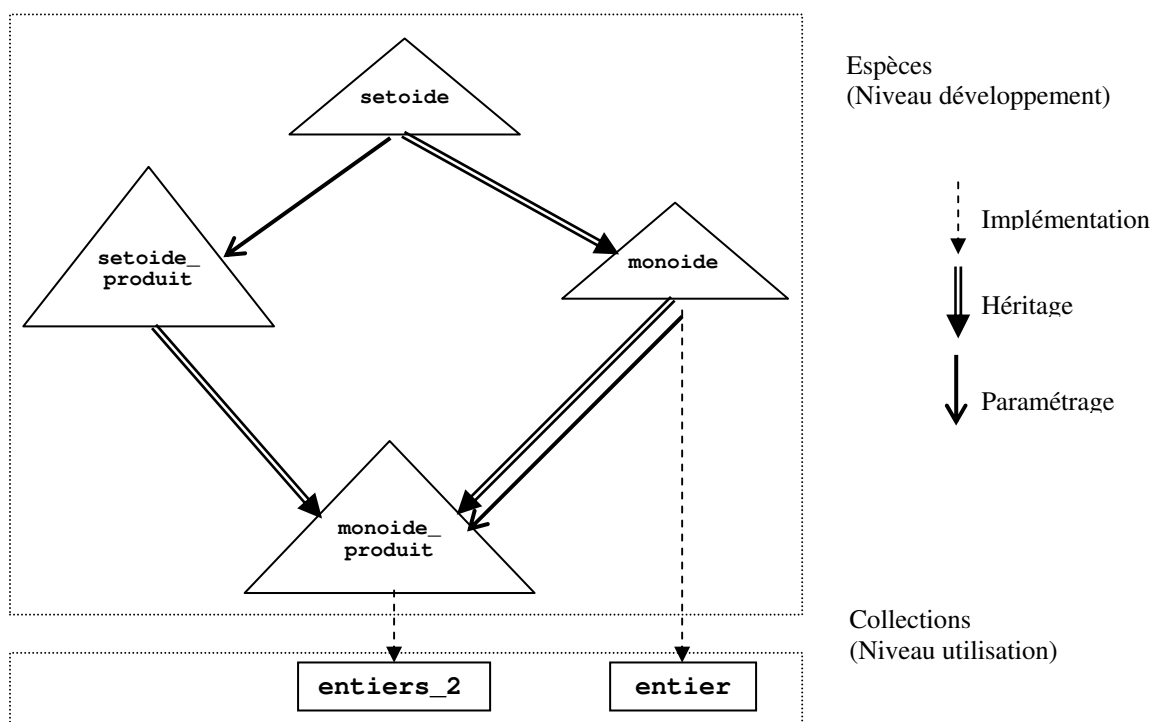 setoide
Espèces
(Niveau développement)
setoide_
produit
monoide
Implémentation
Héritage
Paramétrage
monoide_
produit
Collections
(Niveau utilisation)
entiers_2
entier